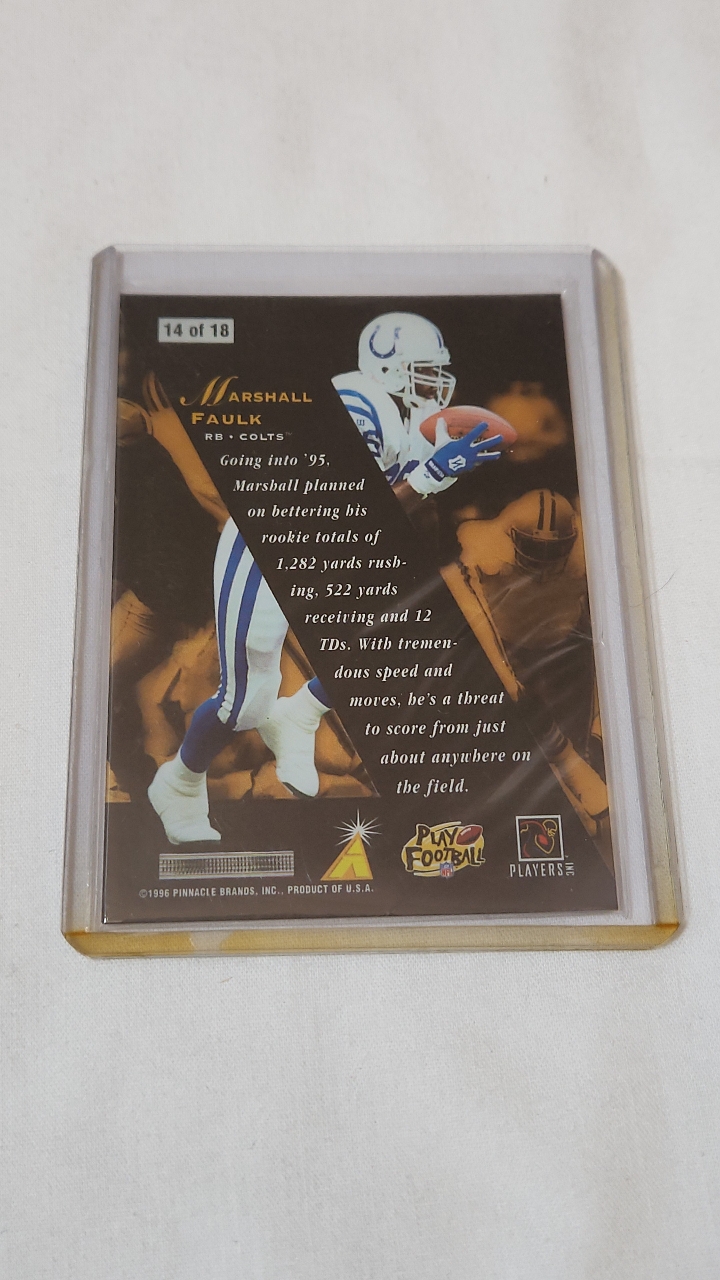 14 of 18
MARSHALL
FAULK
RB • COLTS™
Going into '95,
Marshall planned
on bettering his
rookie totals of
1,282 yards rush-
ing, 522 yards
receiving and 12
TDs. With tremen-
dous speed and
moves, he's a threat
to score from just
about anywhere on
the field.
PLAY
FOOTBALL
NFL
PLAYERS INC
©1996 PINNACLE BRANDS, INC., PRODUCT OF U.S.A.